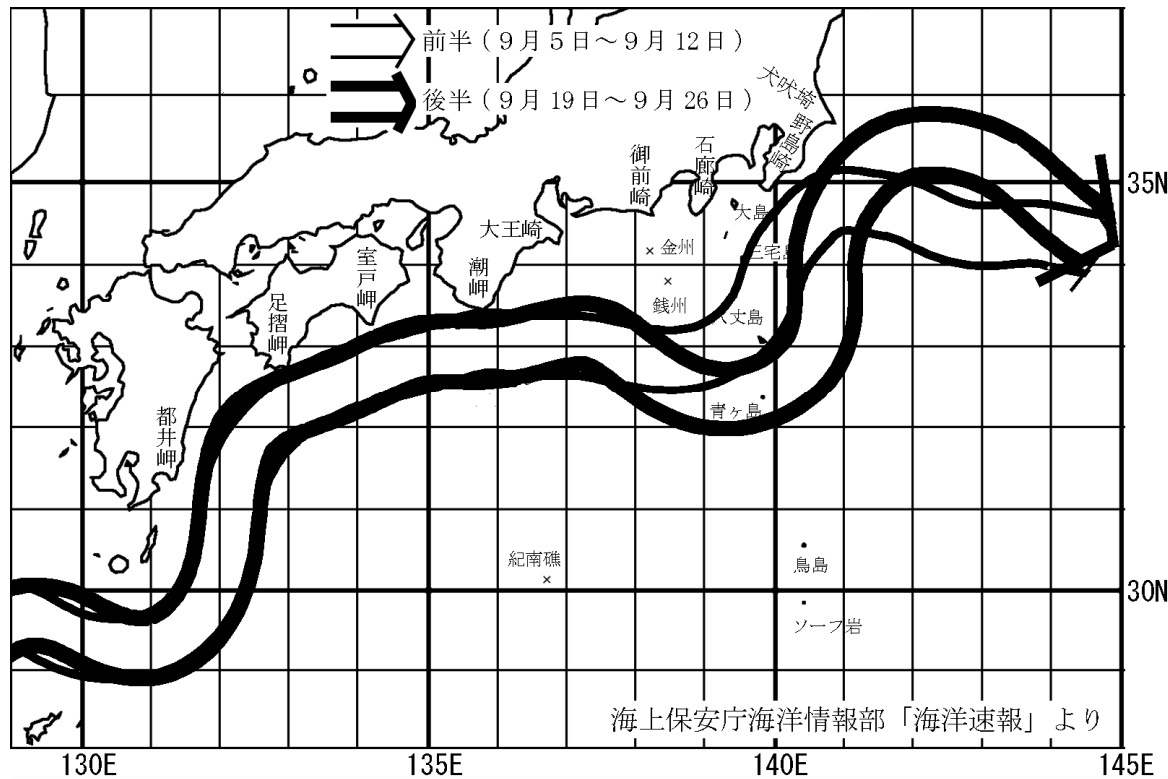 前半(9月5日〜9月12日)
後半(9月19日〜9月26日)
犬吠埼
野島崎
石廊崎
御前崎
大島
35N
大王崎
金州
三宅島
室戸岬
潮岬
銭州
八丈島
足摺岬
青ヶ島
都井岬
紀南礁
鳥島
30N
ソーフ岩
海上保安庁海洋情報部「海洋速報」より
130E
135E
140E
145E